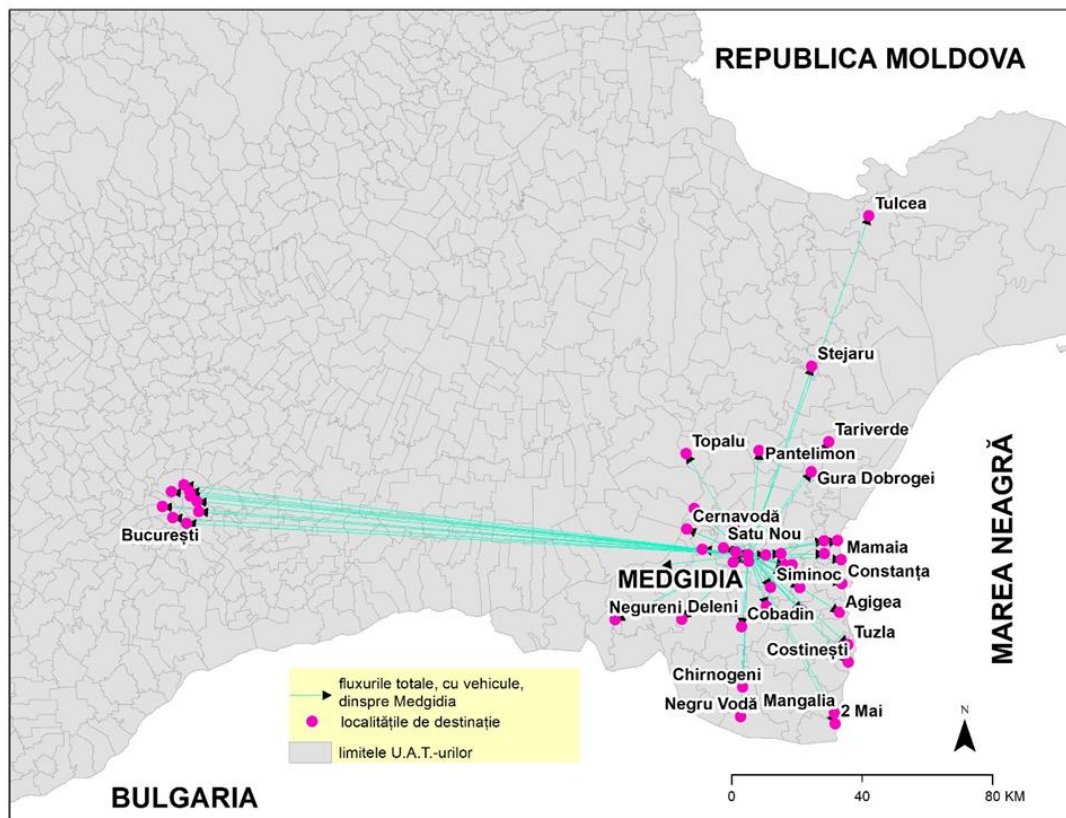 REPUBLICA MOLDOVA
Tulcea
Stejaru
Tariverde
Topalu
Pantelimon
Gura Dobrogei
MAREA NEAGRĂ
Cernavodă
București
Satu Nou
Mamaia
MEDGIDIA
Siminoc
Constanța
Negureni
Deleni
Cobadin
Agigea
Tuzla
Costinești
Chirnogeni
Negru Vodă
Mangalia
2 Mai
fluxurile totale, cu vehicule,
dinspre Medgidia
localitățile de destinație
limitele U.A.T.-urilor
N
0 40 80 KM
BULGARIA